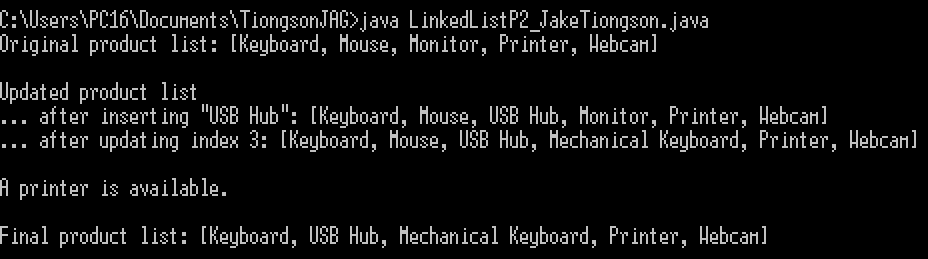 C:\Users\PC16\Documents\TiongsonJAG>java LinkedListP2_JakeTiongson.java
Original product list: [Keyboard, Mouse, Monitor, Printer, Webcam]
Updated product list
... after inserting "USB Hub": [Keyboard, Mouse, USB Hub, Monitor, Printer, Webcam]
... after updating index 3: [Keyboard, Mouse, USB Hub, Mechanical Keyboard, Printer, Webcam]
A printer is available.
Final product list: [Keyboard, USB Hub, Mechanical Keyboard, Printer, Webcam]